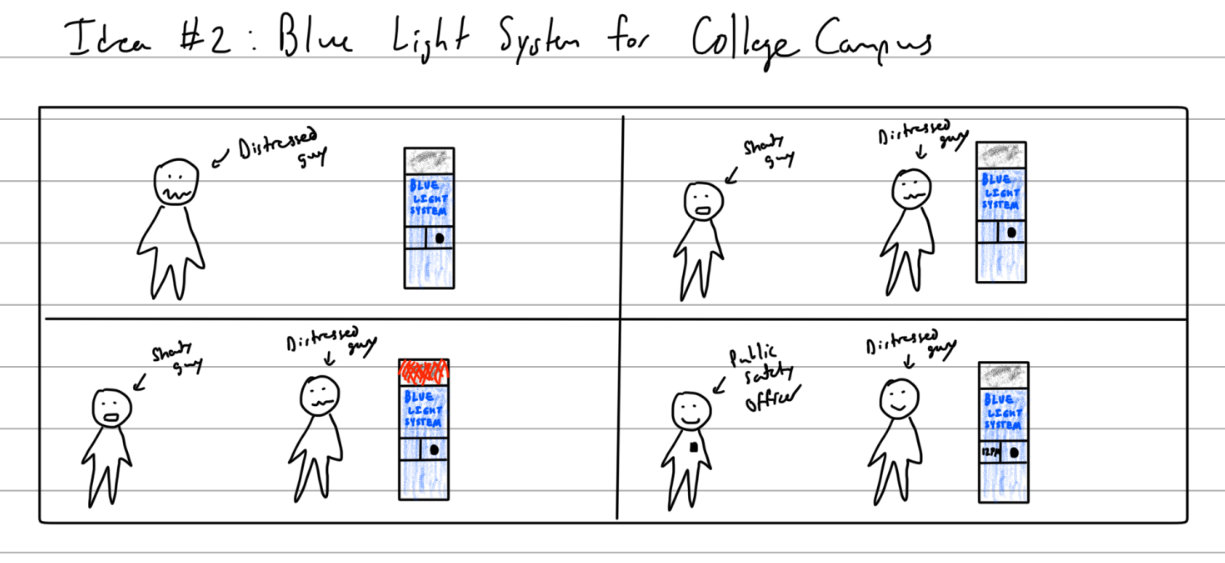 Idea #2: Blue Light System for College Campus
Distressed
guy
BLUE
LIGHT
SYSTEM
Shady
guy
Distressed
guy
BLUE
LIGHT
SYSTEM
Shady
guy
Distressed
guy
BLUE
LIGHT
SYSTEM
Public
safety
officer
Distressed
guy
BLUE
LIGHT
SYSTEM
12PM